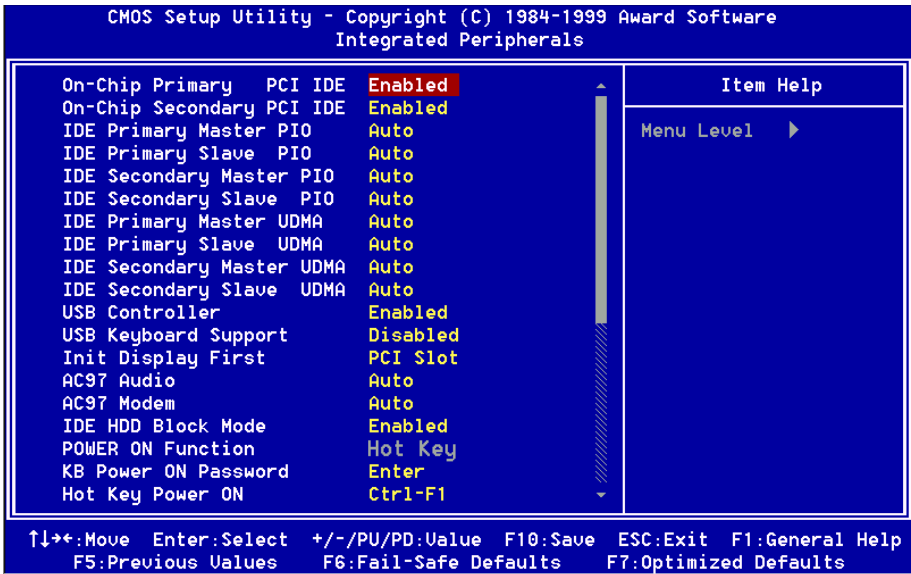 CMOS Setup Utility - Copyright (C) 1984-1999 Award Software
Integrated Peripherals
On-Chip Primary   PCI IDE  Enabled
On-Chip Secondary PCI IDE  Enabled
IDE Primary Master PIO     Auto
IDE Primary Slave  PIO     Auto
IDE Secondary Master PIO   Auto
IDE Secondary Slave  PIO   Auto
IDE Primary Master UDMA    Auto
IDE Primary Slave  UDMA    Auto
IDE Secondary Master UDMA  Auto
IDE Secondary Slave  UDMA  Auto
USB Controller             Enabled
USB Keyboard Support       Disabled
Init Display First         PCI Slot
AC97 Audio                 Auto
AC97 Modem                 Auto
IDE HDD Block Mode         Enabled
POWER ON Function          Hot Key
KB Power ON Password       Enter
Hot Key Power ON           Ctrl-F1
Item Help
Menu Level
↑↓→←:Move  Enter:Select  +/-/PU/PD:Value  F10:Save  ESC:Exit  F1:General Help
F5:Previous Values   F6:Fail-Safe Defaults   F7:Optimized Defaults